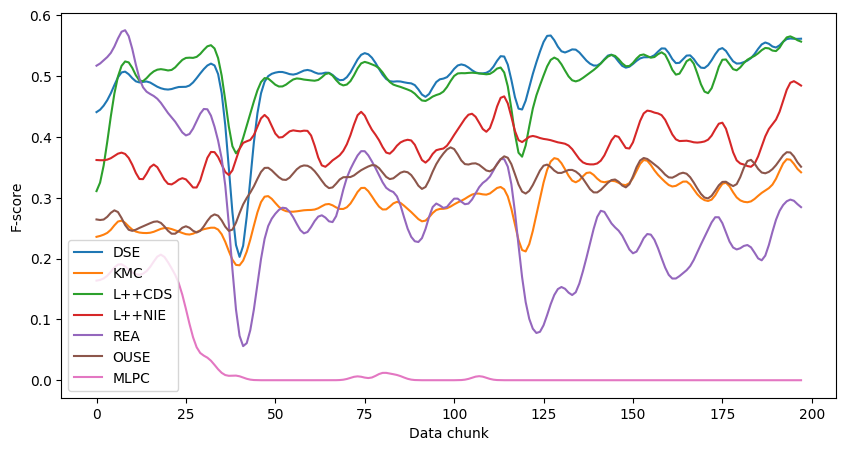 0.6
0.5
0.4
0.3
0.2
0.1
0.0
F-score
DSE
KMC
L++CDS
L++NIE
REA
OUSE
MLPC
0 25 50 75 100 125 150 175 200
Data chunk